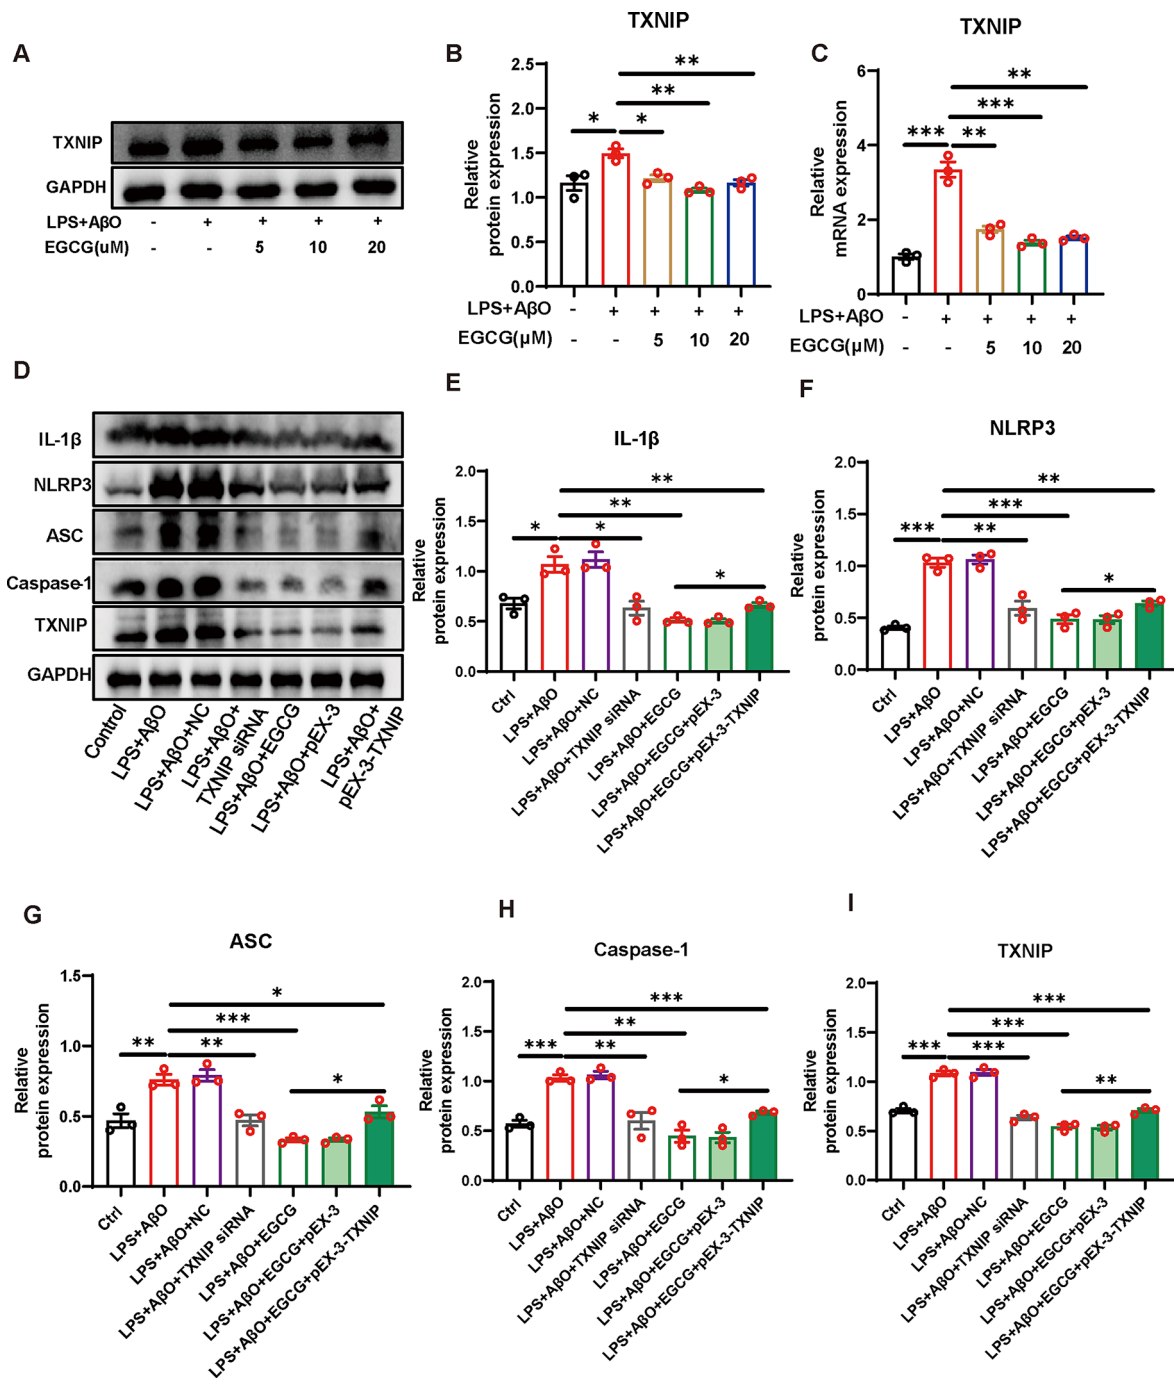 A
TXNIP
GAPDH
LPS+AβO - + + + +
EGCG(uM) - - 5 10 20
B
TXNIP
Relative
protein expression
2.5
2.0
1.5
1.0
0.5
0.0
* * ** **
LPS+AβO - + + + +
EGCG(μM) - - 5 10 20
C
TXNIP
Relative
mRNA expression
6
4
2
0
*** ** *** **
LPS+AβO - + + + +
EGCG(μM) - - 5 10 20
D
IL-1β
NLRP3
ASC
Caspase-1
TXNIP
GAPDH
Control
LPS+AβO
LPS+AβO+NC
LPS+AβO+
TXNIP siRNA
LPS+AβO+EGCG
LPS+AβO+pEX-3
LPS+AβO+
pEX-3-TXNIP
E
IL-1β
Relative
protein expression
2.0
1.5
1.0
0.5
0.0
**
**
* *
*
Ctrl
LPS+AβO
LPS+AβO+NC
LPS+AβO+TXNIP siRNA
LPS+AβO+EGCG
LPS+AβO+EGCG+pEX-3
LPS+AβO+EGCG+pEX-3-TXNIP
F
NLRP3
Relative
protein expression
2.0
1.5
1.0
0.5
0.0
**
***
*** **
*
Ctrl
LPS+AβO
LPS+AβO+NC
LPS+AβO+TXNIP siRNA
LPS+AβO+EGCG
LPS+AβO+EGCG+pEX-3
LPS+AβO+EGCG+pEX-3-TXNIP
G
ASC
Relative
protein expression
1.5
1.0
0.5
0.0
*
***
** **
*
Ctrl
LPS+AβO
LPS+AβO+NC
LPS+AβO+TXNIP siRNA
LPS+AβO+EGCG
LPS+AβO+EGCG+pEX-3
LPS+AβO+EGCG+pEX-3-TXNIP
H
Caspase-1
Relative
protein expression
2.0
1.5
1.0
0.5
0.0
***
**
*** **
*
Ctrl
LPS+AβO
LPS+AβO+NC
LPS+AβO+TXNIP siRNA
LPS+AβO+EGCG
LPS+AβO+EGCG+pEX-3
LPS+AβO+EGCG+pEX-3-TXNIP
I
TXNIP
Relative
protein expression
2.0
1.5
1.0
0.5
0.0
***
***
*** ***
**
Ctrl
LPS+AβO
LPS+AβO+NC
LPS+AβO+TXNIP siRNA
LPS+AβO+EGCG
LPS+AβO+EGCG+pEX-3
LPS+AβO+EGCG+pEX-3-TXNIP